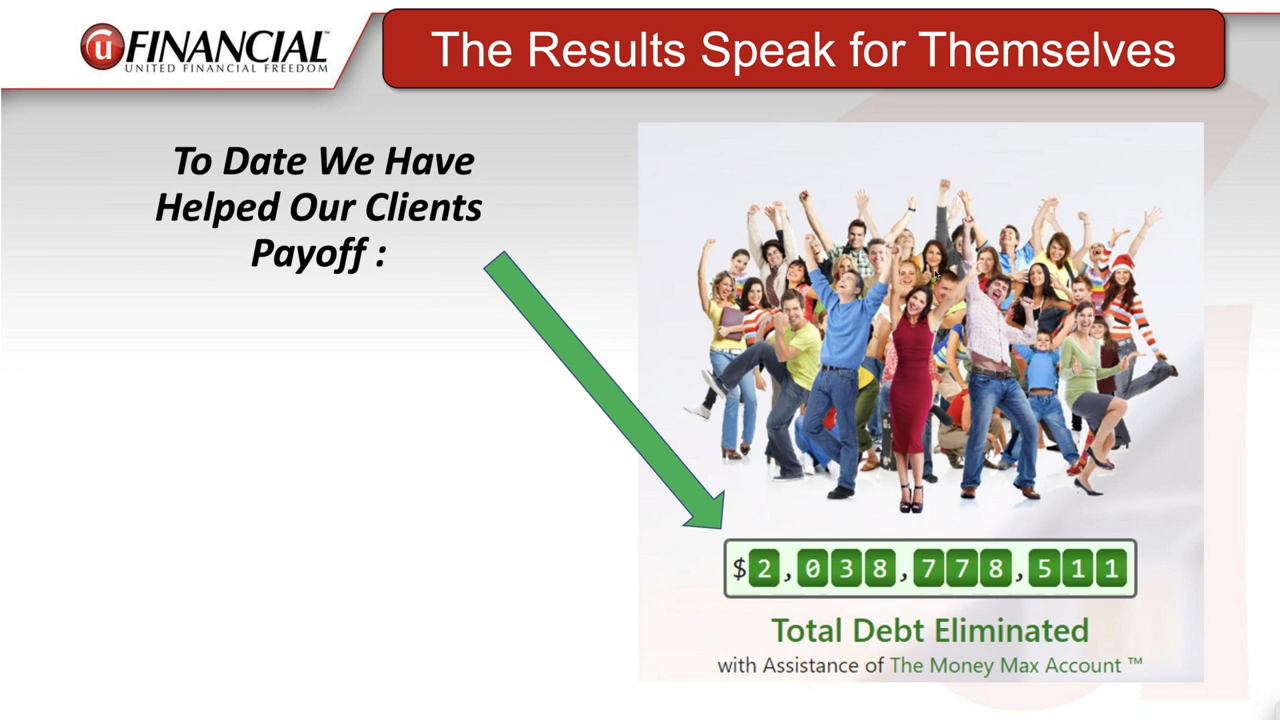 u FINANCIAL™
UNITED FINANCIAL FREEDOM
The Results Speak for Themselves
To Date We Have
Helped Our Clients
Payoff :
$2,038,778,511
Total Debt Eliminated
with Assistance of The Money Max Account ™